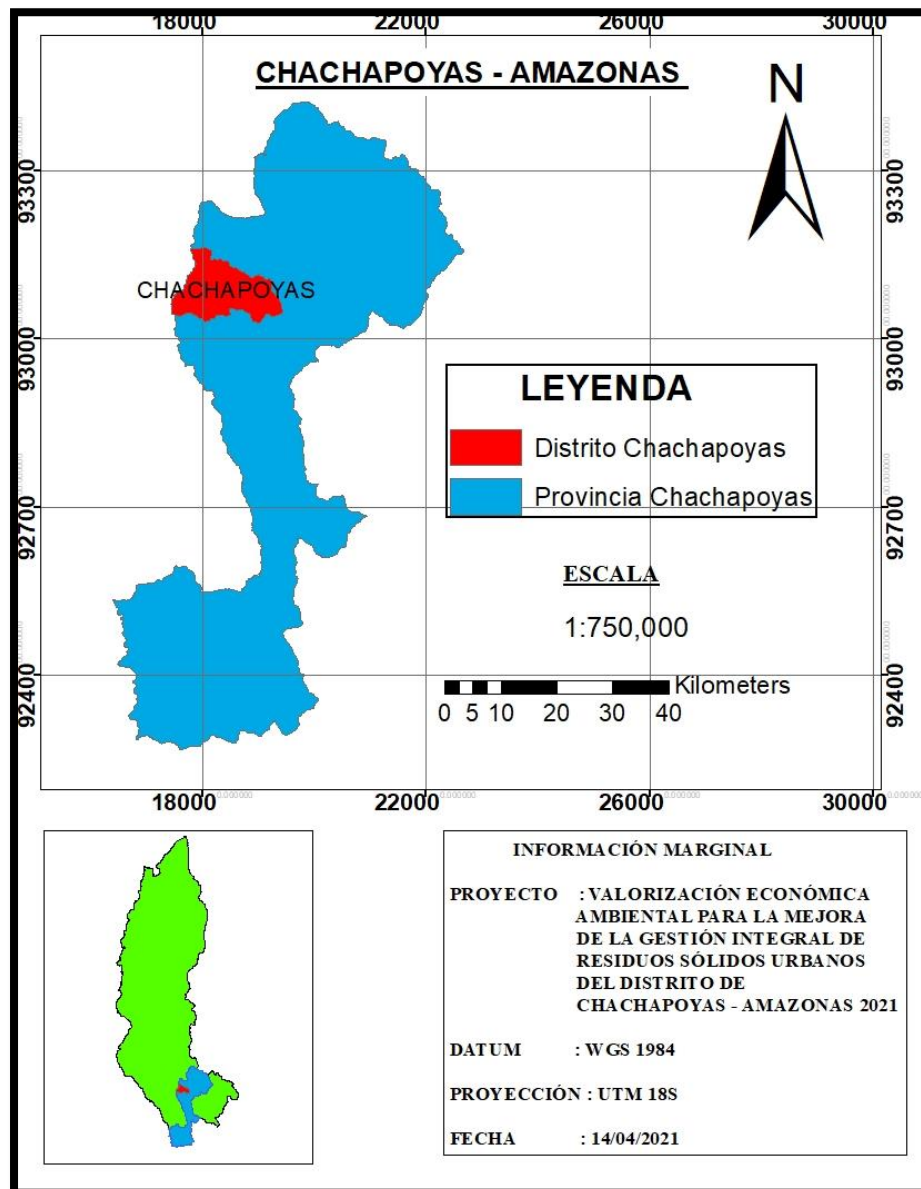 18000 22000 26000 30000
CHACHAPOYAS - AMAZONAS
N
93300 93300
CHACHAPOYAS
93000 93000
LEYENDA
Distrito Chachapoyas
Provincia Chachapoyas
92700 92700
ESCALA
1:750,000
92400 92400
Kilometers
0 5 10 20 30 40
18000 22000 26000 30000
INFORMACIÓN MARGINAL
PROYECTO : VALORIZACIÓN ECONÓMICA
AMBIENTAL PARA LA MEJORA
DE LA GESTIÓN INTEGRAL DE
RESIDUOS SÓLIDOS URBANOS
DEL DISTRITO DE
CHACHAPOYAS - AMAZONAS 2021
DATUM : WGS 1984
PROYECCIÓN : UTM 18S
FECHA : 14/04/2021